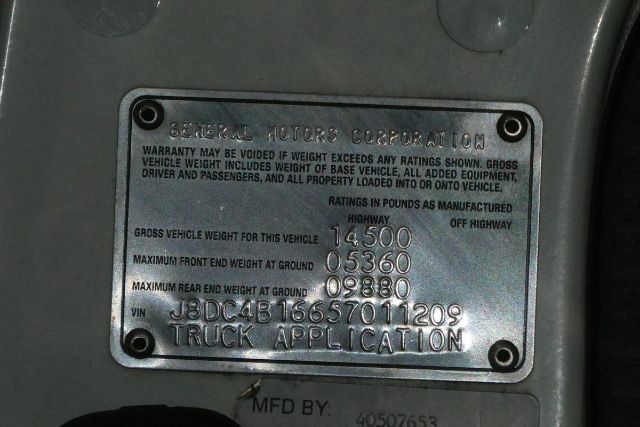 GENERAL MOTORS CORPORATION
WARRANTY MAY BE VOIDED IF WEIGHT EXCEEDS ANY RATINGS SHOWN. GROSS
VEHICLE WEIGHT INCLUDES WEIGHT OF BASE VEHICLE, ALL ADDED EQUIPMENT,
DRIVER AND PASSENGERS, AND ALL PROPERTY LOADED INTO OR ONTO VEHICLE.
RATINGS IN POUNDS AS MANUFACTURED
HIGHWAY OFF HIGHWAY
GROSS VEHICLE WEIGHT FOR THIS VEHICLE 14500
MAXIMUM FRONT END WEIGHT AT GROUND 05360
MAXIMUM REAR END WEIGHT AT GROUND 09880
VIN J8DC4B16657011209
TRUCK APPLICATION
MFD BY: 40507653